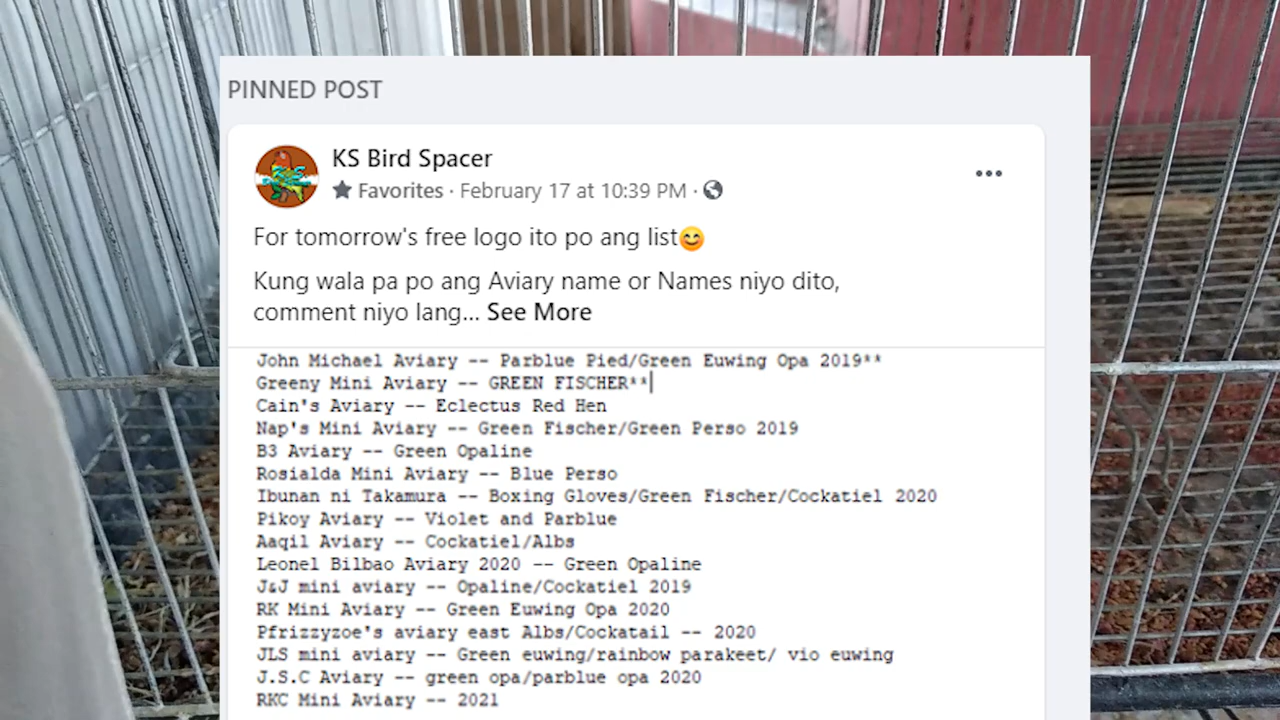 PINNED POST
KS Bird Spacer
Favorites · February 17 at 10:39 PM ·
For tomorrow's free logo ito po ang list😊
Kung wala pa po ang Aviary name or Names niyo dito,
comment niyo lang... See More
John Michael Aviary -- Parblue Pied/Green Euwing Opa 2019**
Greeny Mini Aviary -- GREEN FISCHER**
Cain's Aviary -- Eclectus Red Hen
Nap's Mini Aviary -- Green Fischer/Green Perso 2019
B3 Aviary -- Green Opaline
Rosialda Mini Aviary -- Blue Perso
Ibunan ni Takamura -- Boxing Gloves/Green Fischer/Cockatiel 2020
Pikoy Aviary -- Violet and Parblue
Aaqil Aviary -- Cockatiel/Albs
Leonel Bilbao Aviary 2020 -- Green Opaline
J&J mini aviary -- Opaline/Cockatiel 2019
RK Mini Aviary -- Green Euwing Opa 2020
Pfrizzyzoe's aviary east Albs/Cockatail -- 2020
JLS mini aviary -- Green euwing/rainbow parakeet/ vio euwing
J.S.C Aviary -- green opa/parblue opa 2020
RKC Mini Aviary -- 2021